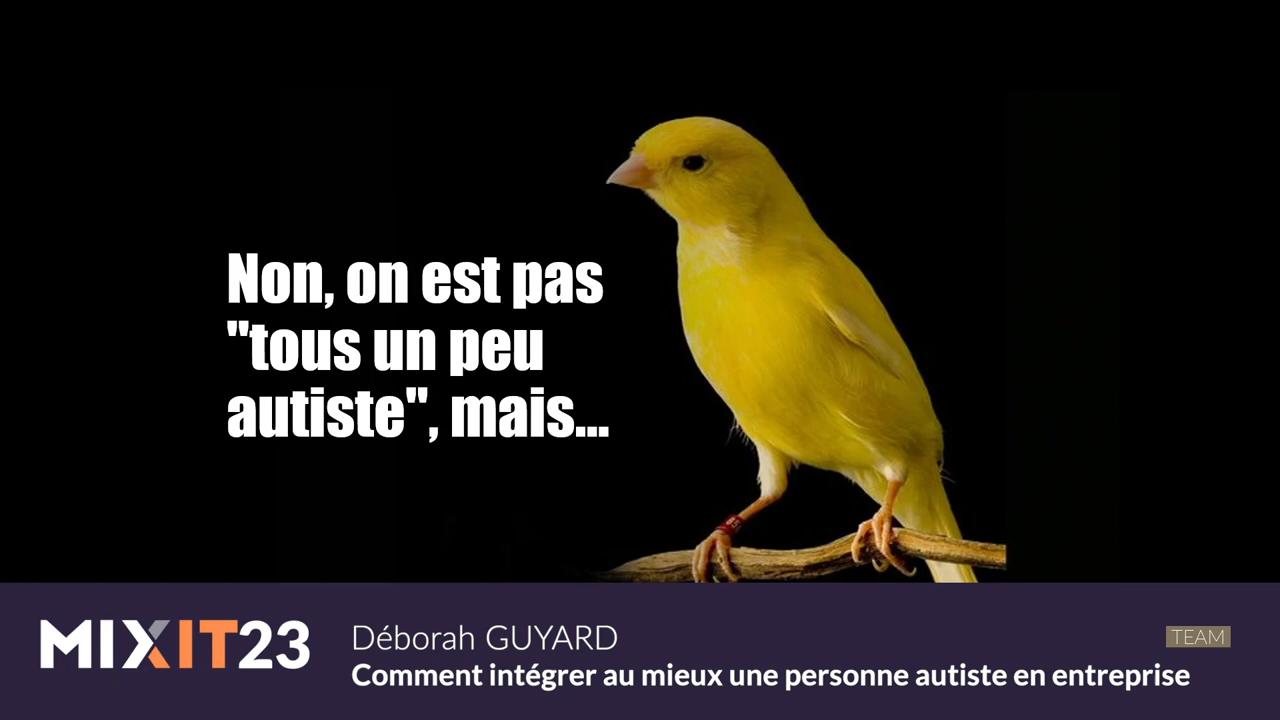 Non, on est pas
"tous un peu
autiste", mais...
MIXIT23
Déborah GUYARD
TEAM
Comment intégrer au mieux une personne autiste en entreprise